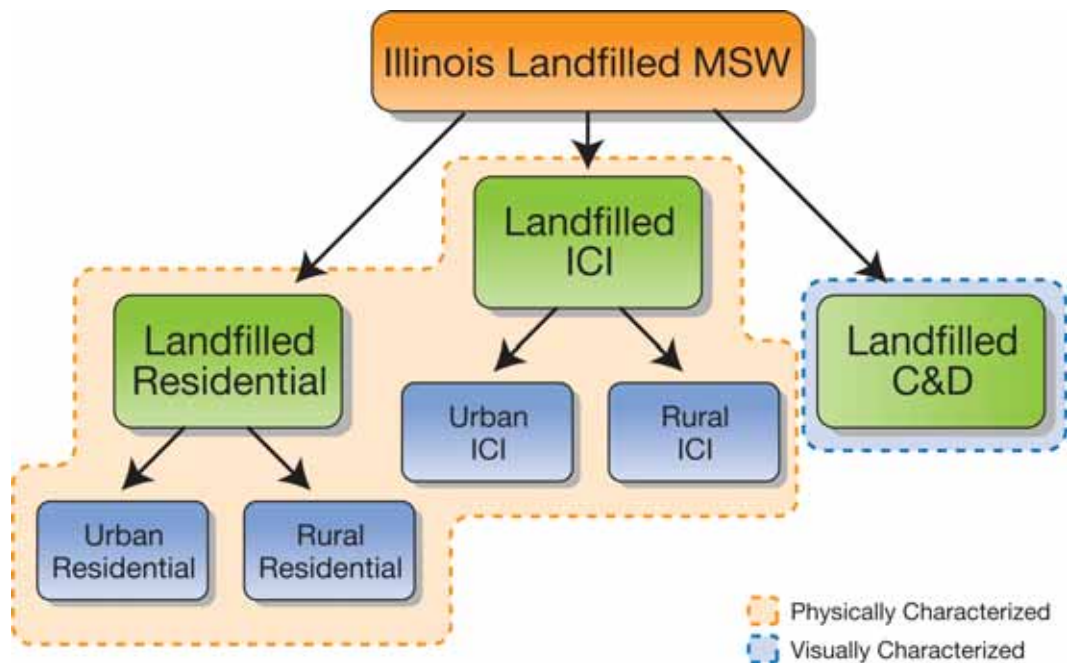 Illinois Landfilled MSW
Landfilled
ICI
Landfilled
Residential
Landfilled
C&D
Urban
ICI
Rural
ICI
Urban
Residential
Rural
Residential
Physically Characterized
Visually Characterized